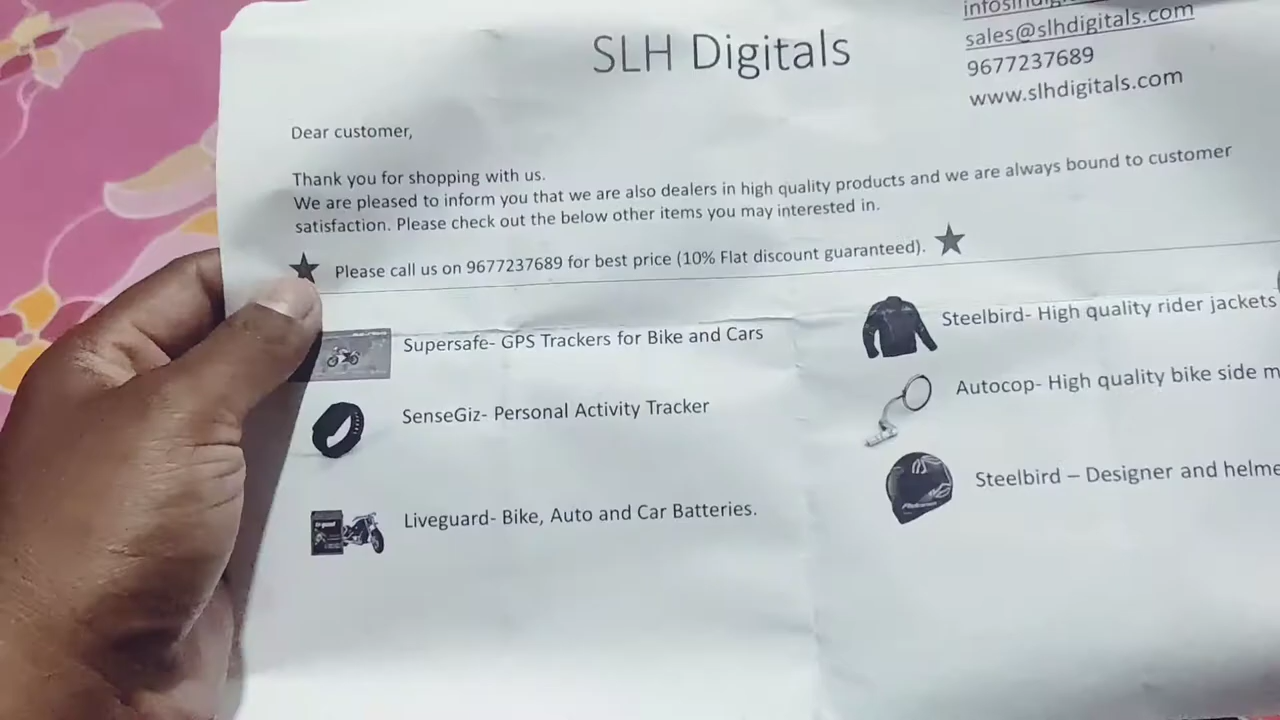 SLH Digitals
sales@slhdigitals.com
9677237689
www.slhdigitals.com
Dear customer,
Thank you for shopping with us.
We are pleased to inform you that we are also dealers in high quality products and we are always bound to customer
satisfaction. Please check out the below other items you may interested in.
Please call us on 9677237689 for best price (10% Flat discount guaranteed).
Supersafe- GPS Trackers for Bike and Cars
Steelbird- High quality rider jackets
SenseGiz- Personal Activity Tracker
Autocop- High quality bike side
Liveguard- Bike, Auto and Car Batteries.
Steelbird – Designer and